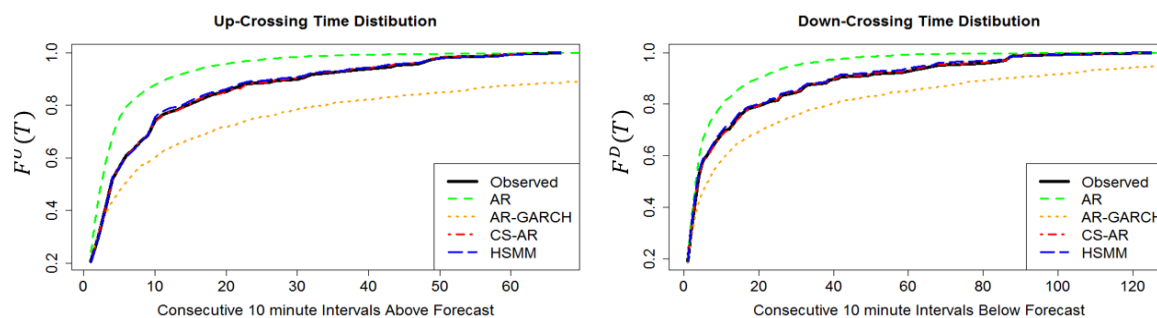 Up-Crossing Time Distibution
F^U(T)
1.0
0.8
0.6
0.4
0.2
0 10 20 30 40 50 60
Consecutive 10 minute Intervals Above Forecast
Observed
AR
AR-GARCH
CS-AR
HSMM
Down-Crossing Time Distibution
F^D(T)
1.0
0.8
0.6
0.4
0.2
0 20 40 60 80 100 120
Consecutive 10 minute Intervals Below Forecast
Observed
AR
AR-GARCH
CS-AR
HSMM